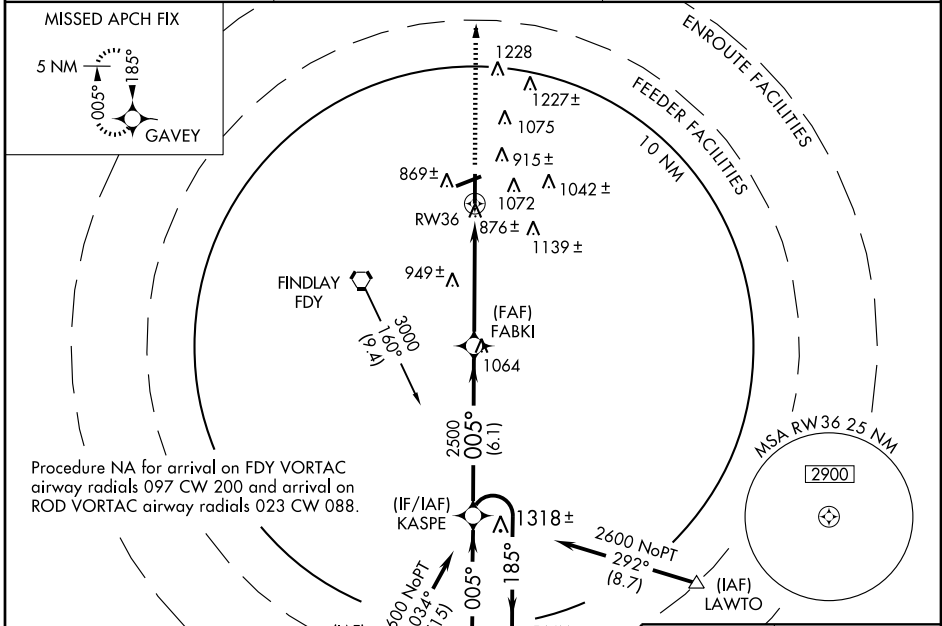 MISSED APCH FIX
5 NM
185°
005°
GAVEY
1228
1227±
1075
915±
869±
1042±
1072
RW36
876±
1139±
949±
FINDLAY
FDY
3000
160°
(9.4)
(FAF)
FABKI
1064
ENROUTE FACILITIES
FEEDER FACILITIES
10 NM
2500
005°
(6.1)
MSA RW36 25 NM
2900
Procedure NA for arrival on FDY VORTAC
airway radials 097 CW 200 and arrival on
ROD VORTAC airway radials 023 CW 088.
(IF/IAF)
KASPE
1318±
2600 NoPT
292°
(8.7)
(IAF)
LAWTO
600 NoPT
034°
005°
185°